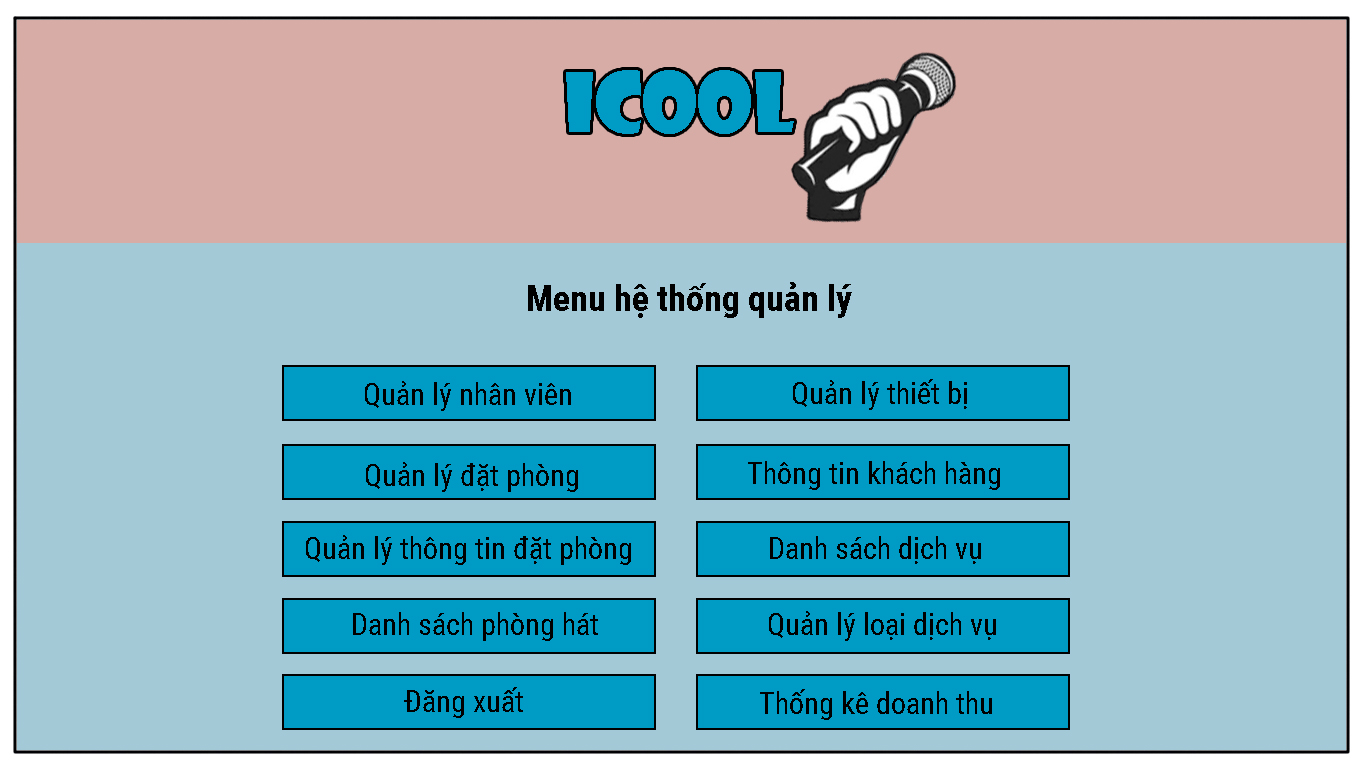 ICOOL
Menu hệ thống quản lý
Quản lý nhân viên
Quản lý thiết bị
Quản lý đặt phòng
Thông tin khách hàng
Quản lý thông tin đặt phòng
Danh sách dịch vụ
Danh sách phòng hát
Quản lý loại dịch vụ
Đăng xuất
Thống kê doanh thu